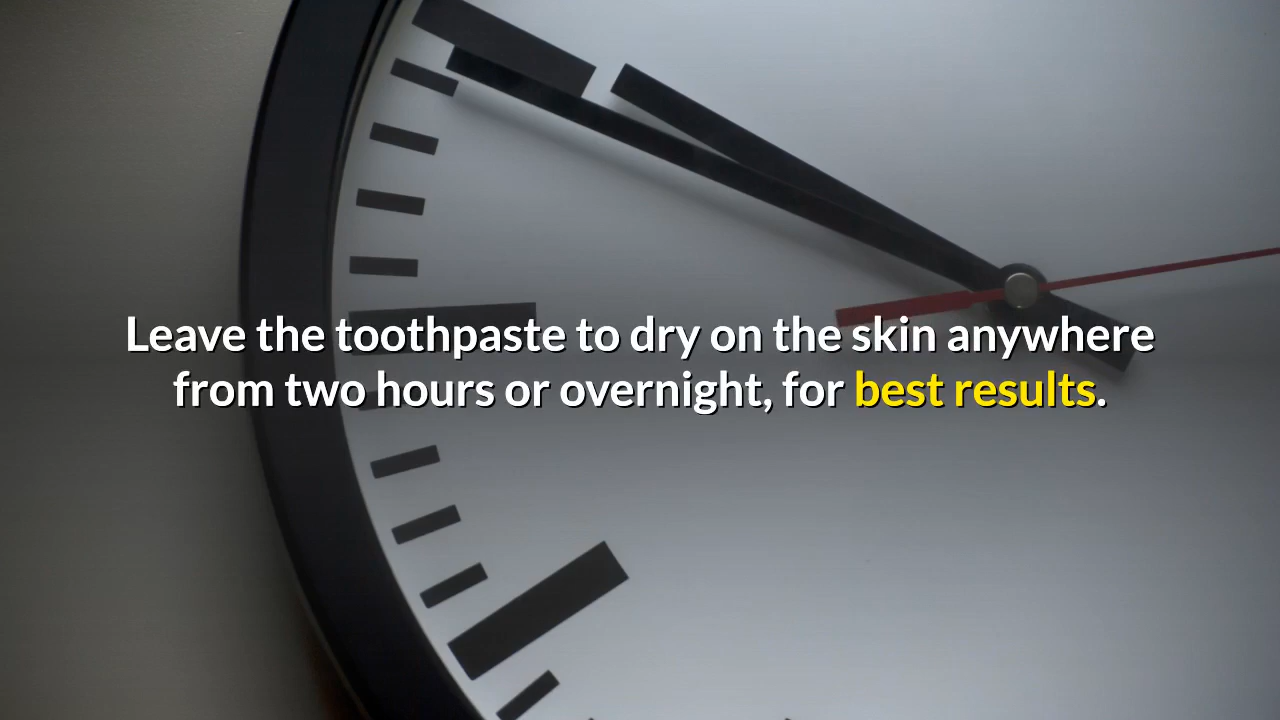 Leave the toothpaste to dry on the skin anywhere
from two hours or overnight, for best results.